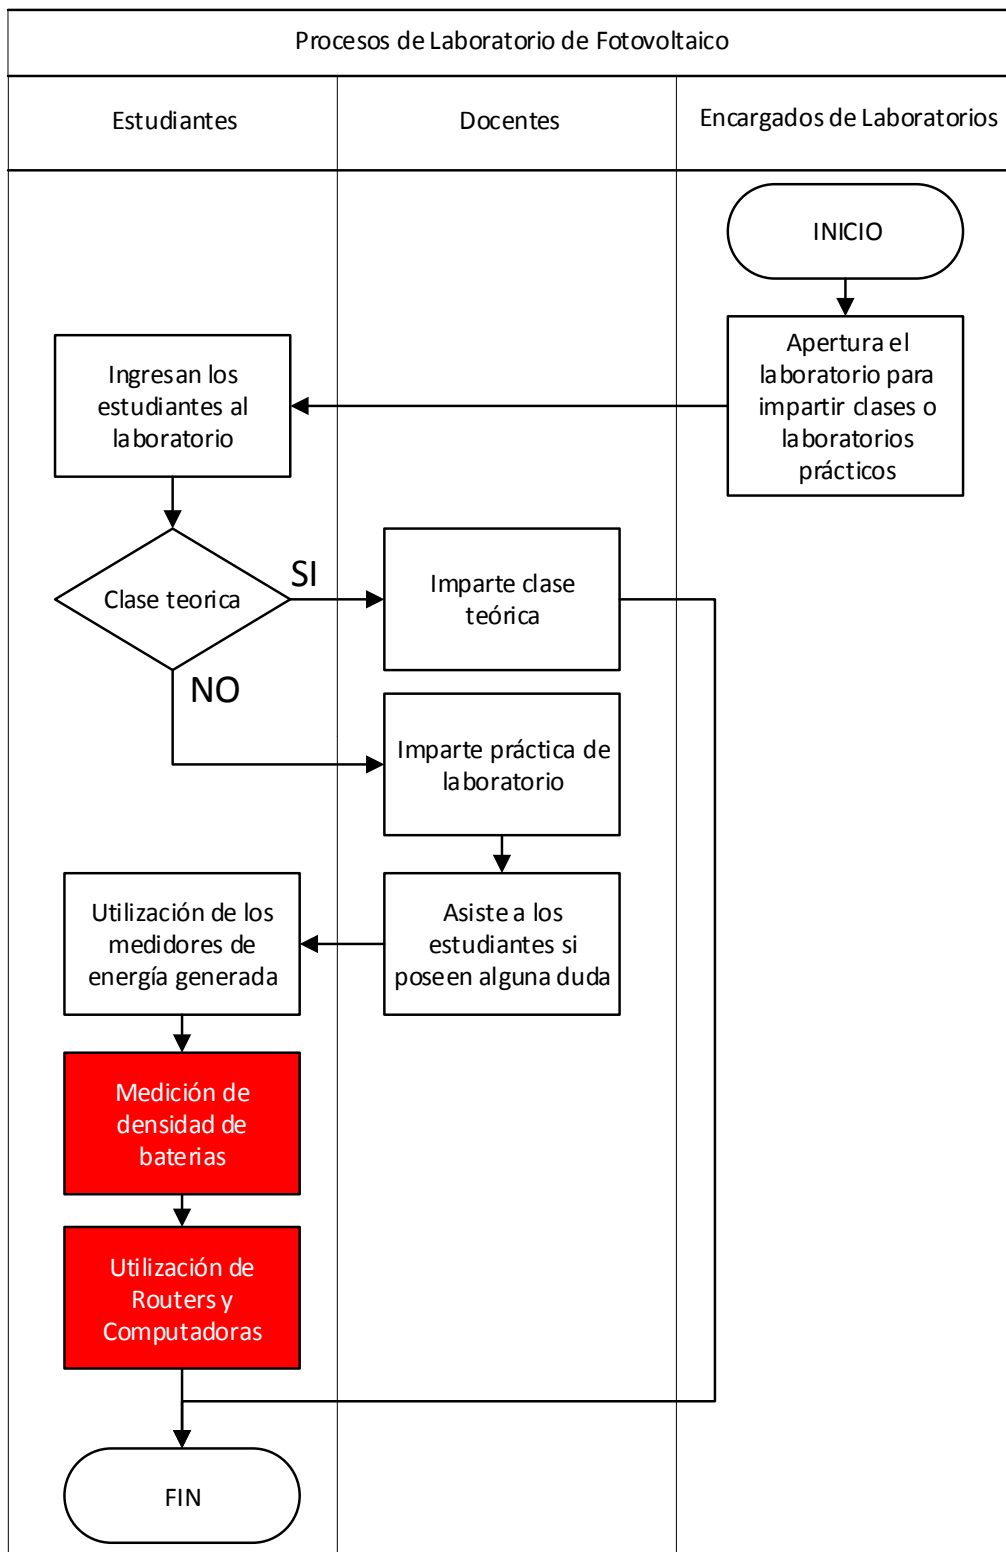 Procesos de Laboratorio de Fotovoltaico
Estudiantes
Docentes
Encargados de Laboratorios
INICIO
Apertura el
laboratorio para
impartir clases o
laboratorios
prácticos
Ingresan los
estudiantes al
laboratorio
Clase teorica
SI
Imparte clase
teórica
NO
Imparte práctica de
laboratorio
Asiste a los
estudiantes si
poseen alguna duda
Utilización de los
medidores de
energía generada
Medición de
densidad de
baterias
Utilización de
Routers y
Computadoras
FIN